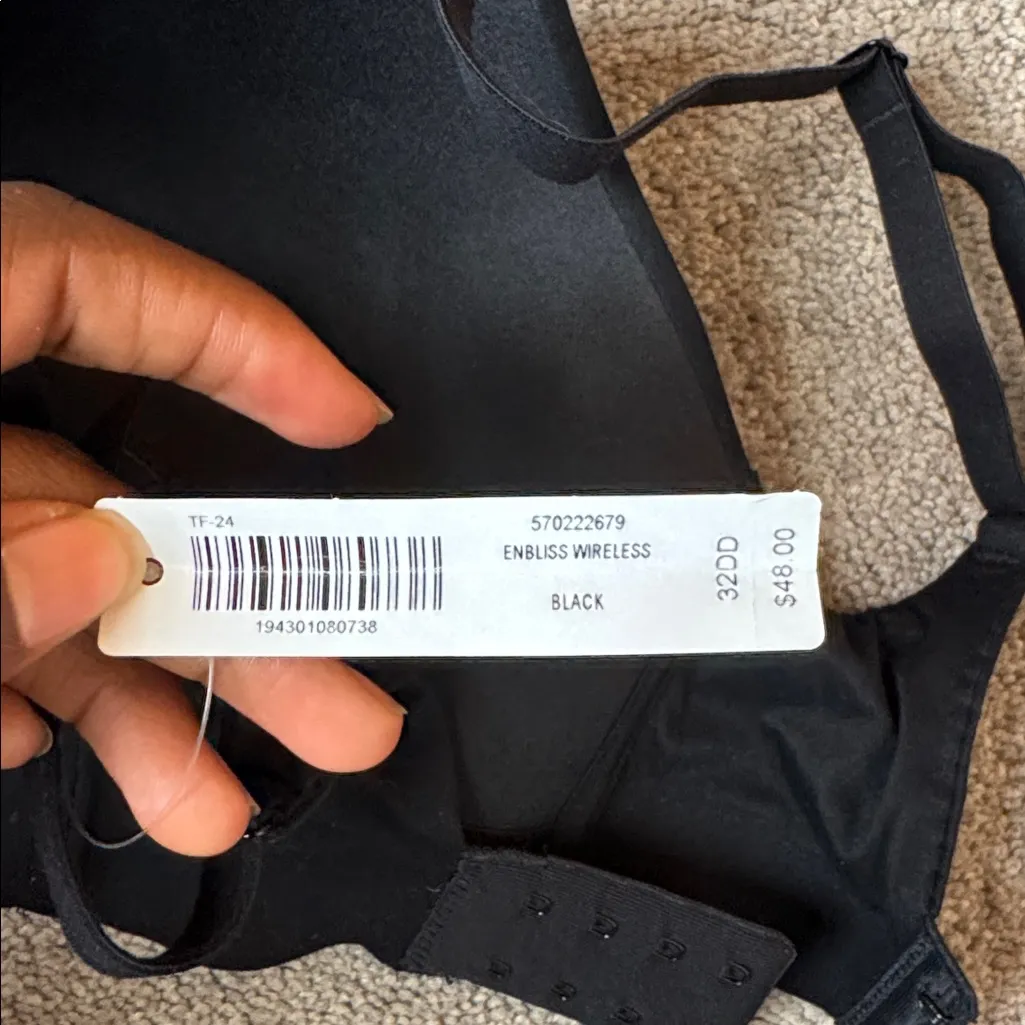 TF-24
194301080738
570222679
ENBLISS WIRELESS
BLACK
32DD
$48.00